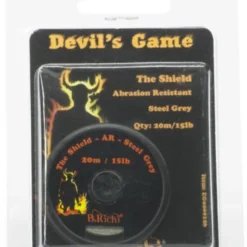 Devil's Game
The Shield
Abrasion Resistant
Steel Grey
Qty: 20m/15lb
The Shield - AR - Steel Grey
20m / 15lb
B.Richi